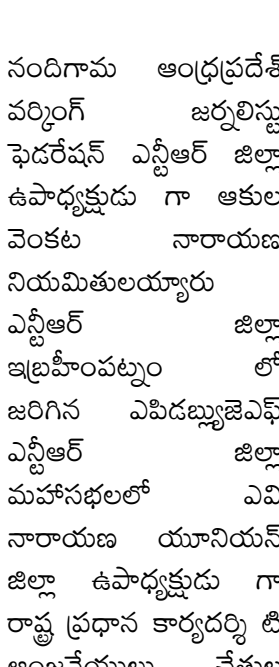 నందిగామ ఆంధ్రప్రదేశ్
వర్కింగ్ జర్నలిస్టు
ఫెడరేషన్ ఎన్టీఆర్ జిల్లా
ఉపాధ్యక్షుడు గా ఆకుల
వెంకట నారాయణ
నియమితులయ్యారు
ఎన్టీఆర్ జిల్లా
ఇబ్రహీంపట్నం లో
జరిగిన ఎపిడబ్ల్యుజెఎఫ్
ఎన్టీఆర్ జిల్లా
మహాసభలలో ఎవి
నారాయణ యూనియన్
జిల్లా ఉపాధ్యక్షుడు గా
రాష్ట్ర ప్రధాన కార్యదర్శి టి